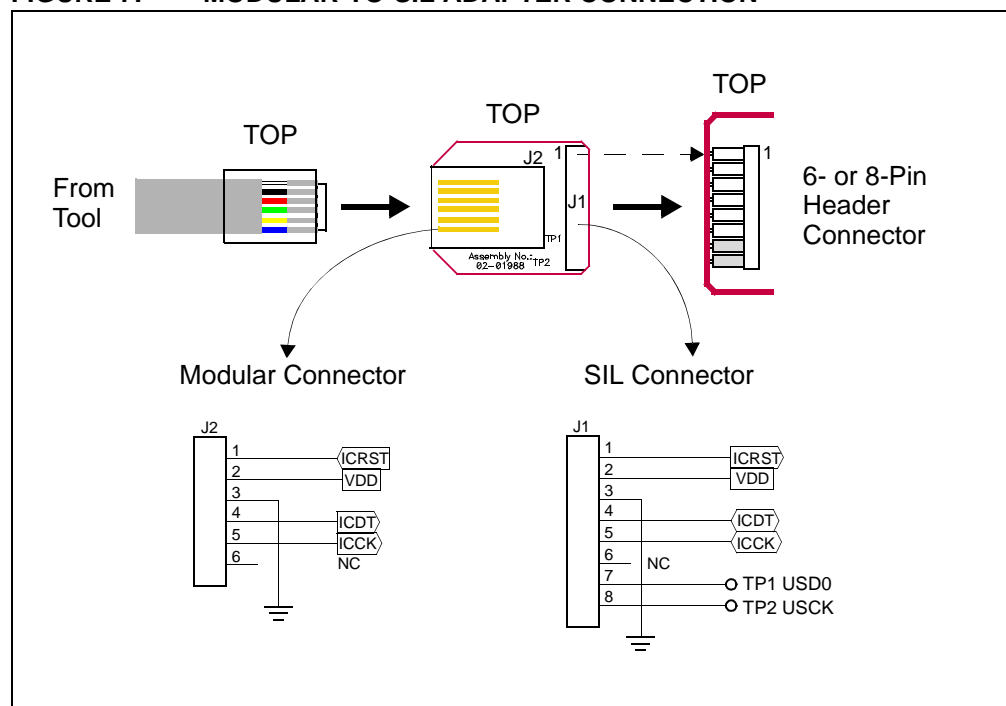 TOP
TOP
TOP
From
Tool
J2
1
J1
TP1
Assembly No.:
02-01988
TP2
1
6- or 8-Pin
Header
Connector
Modular Connector
J2
1
ICRST
2
VDD
3
4
ICDT
5
ICCK
6
NC
SIL Connector
J1
1
ICRST
2
VDD
3
4
ICDT
5
ICCK
6
NC
7
TP1 USD0
8
TP2 USCK